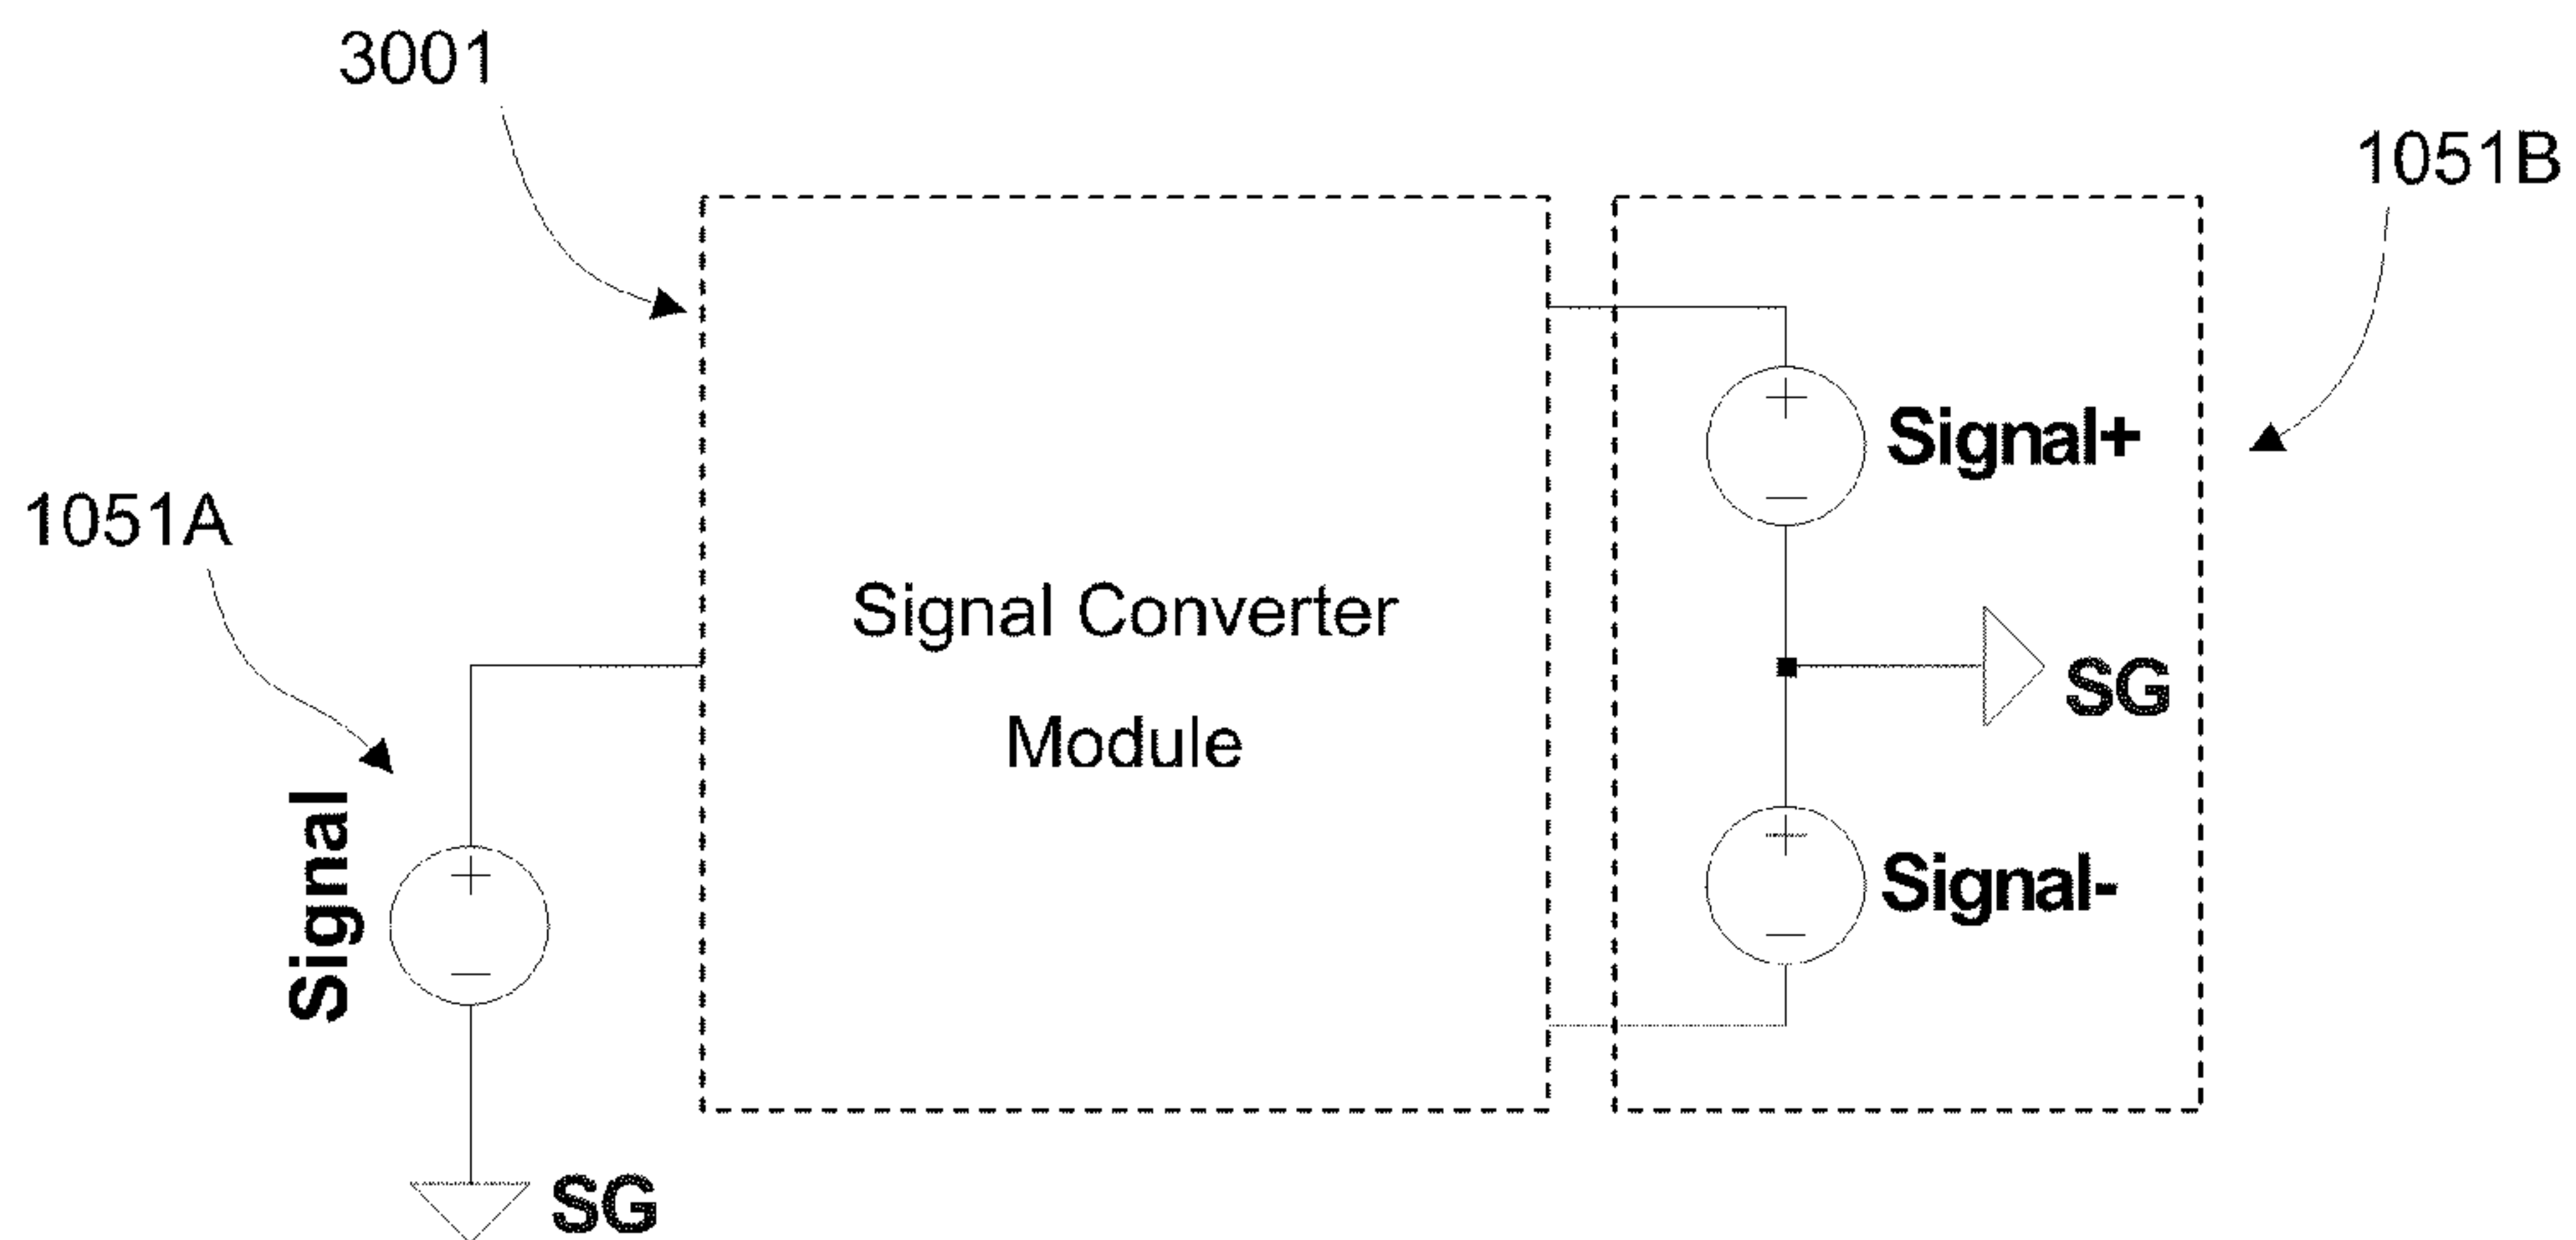 3001
1051B
Signal+
1051A
Signal Converter
Module
SG
Signal
Signal-
SG